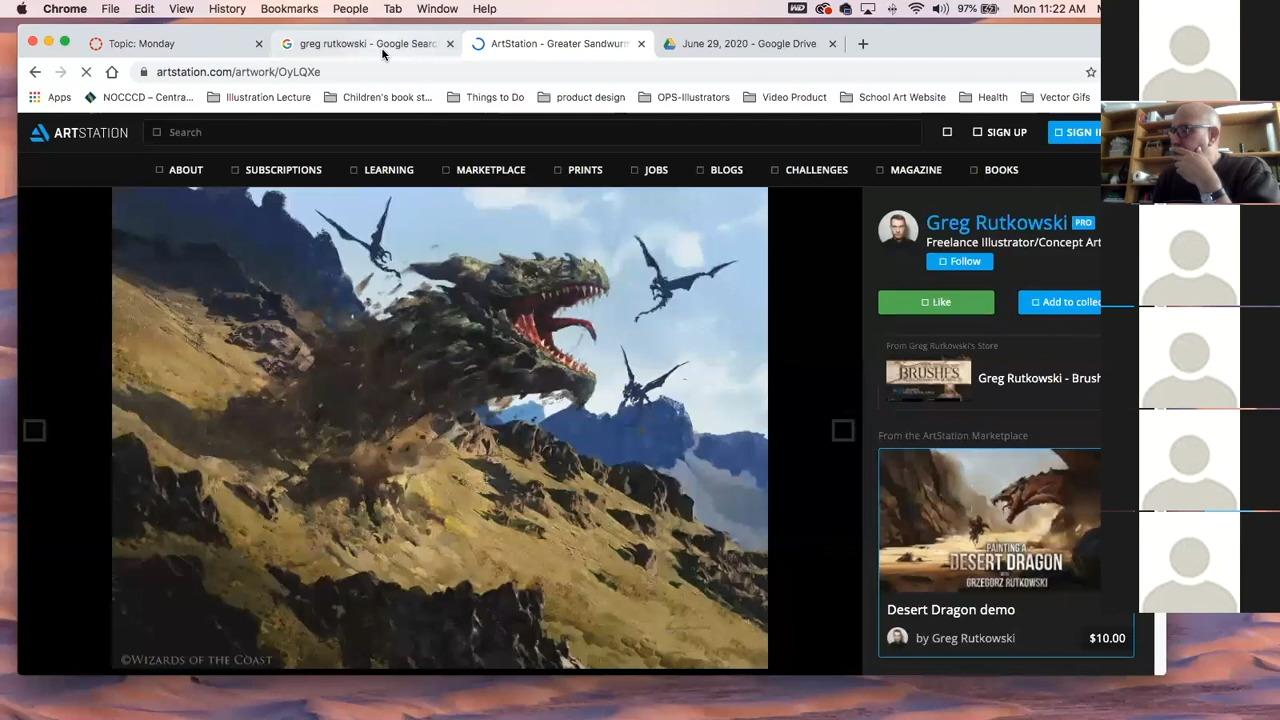 Chrome File Edit View History Bookmarks People Tab Window Help 97% Mon 11:22 AM
Topic: Monday greg rutkowski - Google Searc ArtStation - Greater Sandwurm June 29, 2020 - Google Drive
artstation.com/artwork/OyLQXe
Apps NOCCCD – Centra... Illustration Lecture Children's book st... Things to Do product design OPS-Illustrators Video Product School Art Website Health Vector Gifs
ARTSTATION Search SIGN UP SIGN I
ABOUT SUBSCRIPTIONS LEARNING MARKETPLACE PRINTS JOBS BLOGS CHALLENGES MAGAZINE BOOKS
Greg Rutkowski PRO
Freelance Illustrator/Concept Art
Follow
Like Add to collec
From Greg Rutkowski's Store
BRUSHES
Greg Rutkowski - Brush
From the ArtStation Marketplace
PAINTING A
DESERT DRAGON
WITH
GRZEGORZ RUTKOWSKI
Desert Dragon demo
by Greg Rutkowski $10.00
©WIZARDS OF THE COAST